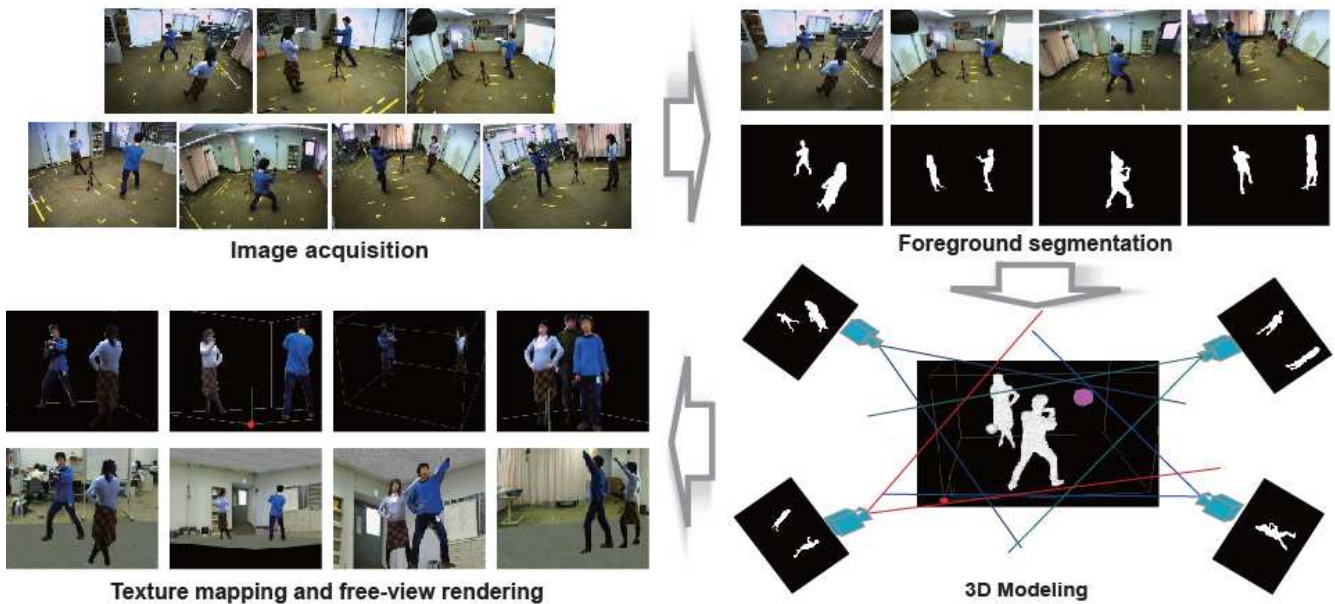 Image acquisition
Foreground segmentation
Texture mapping and free-view rendering
3D Modeling